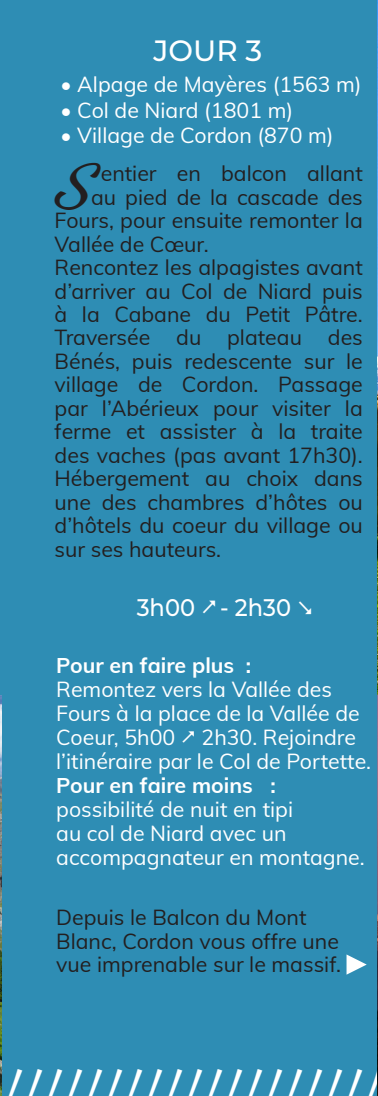 JOUR 3
• Alpage de Mayères (1563 m)
• Col de Niard (1801 m)
• Village de Cordon (870 m)
Sentier en balcon allant
au pied de la cascade des
Fours, pour ensuite remonter la
Vallée de Cœur.
Rencontez les alpagistes avant
d’arriver au Col de Niard puis
à la Cabane du Petit Pâtre.
Traversée du plateau des
Bénés, puis redescente sur le
village de Cordon. Passage
par l’Abérieux pour visiter la
ferme et assister à la traite
des vaches (pas avant 17h30).
Hébergement au choix dans
une des chambres d’hôtes ou
d’hôtels du coeur du village ou
sur ses hauteurs.
3h00 ↗ - 2h30 ↘
Pour en faire plus :
Remontez vers la Vallée des
Fours à la place de la Vallée de
Coeur, 5h00 ↗ 2h30. Rejoindre
l’itinéraire par le Col de Portette.
Pour en faire moins :
possibilité de nuit en tipi
au col de Niard avec un
accompagnateur en montagne.
Depuis le Balcon du Mont
Blanc, Cordon vous offre une
vue imprenable sur le massif. ▶